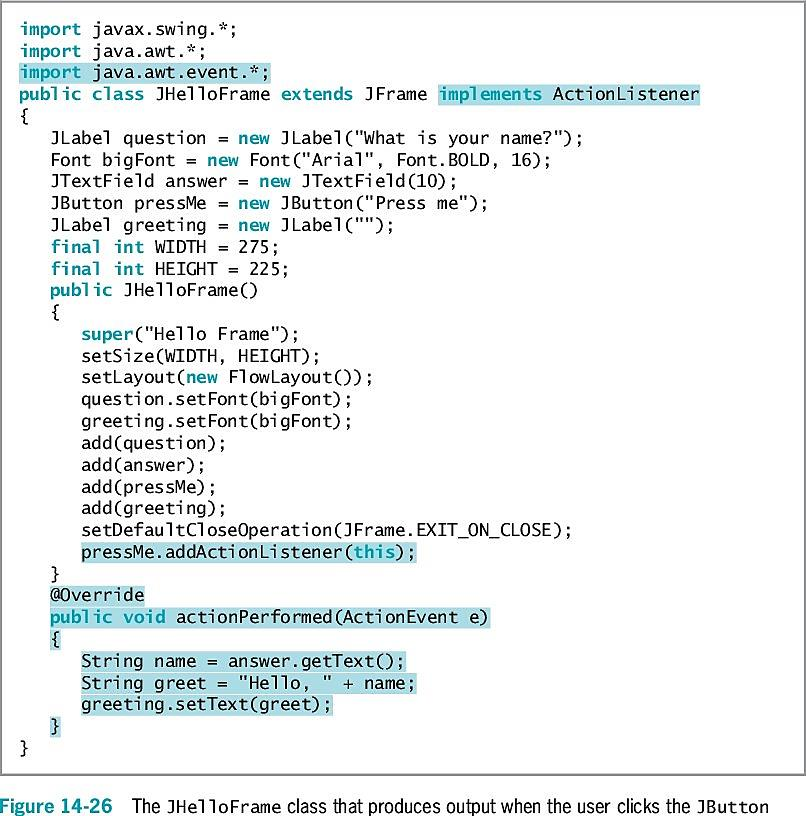 import javax.swing.*;
import java.awt.*;
import java.awt.event.*;
public class JHelloFrame extends JFrame implements ActionListener
{
   JLabel question = new JLabel("What is your name?");
   Font bigFont = new Font("Arial", Font.BOLD, 16);
   JTextField answer = new JTextField(10);
   JButton pressMe = new JButton("Press me");
   JLabel greeting = new JLabel("");
   final int WIDTH = 275;
   final int HEIGHT = 225;
   public JHelloFrame()
   {
      super("Hello Frame");
      setSize(WIDTH, HEIGHT);
      setLayout(new FlowLayout());
      question.setFont(bigFont);
      greeting.setFont(bigFont);
      add(question);
      add(answer);
      add(pressMe);
      add(greeting);
      setDefaultCloseOperation(JFrame.EXIT_ON_CLOSE);
      pressMe.addActionListener(this);
   }
   @Override
   public void actionPerformed(ActionEvent e)
   {
      String name = answer.getText();
      String greet = "Hello, " + name;
      greeting.setText(greet);
   }
}
Figure 14-26 The JHelloFrame class that produces output when the user clicks the JButton